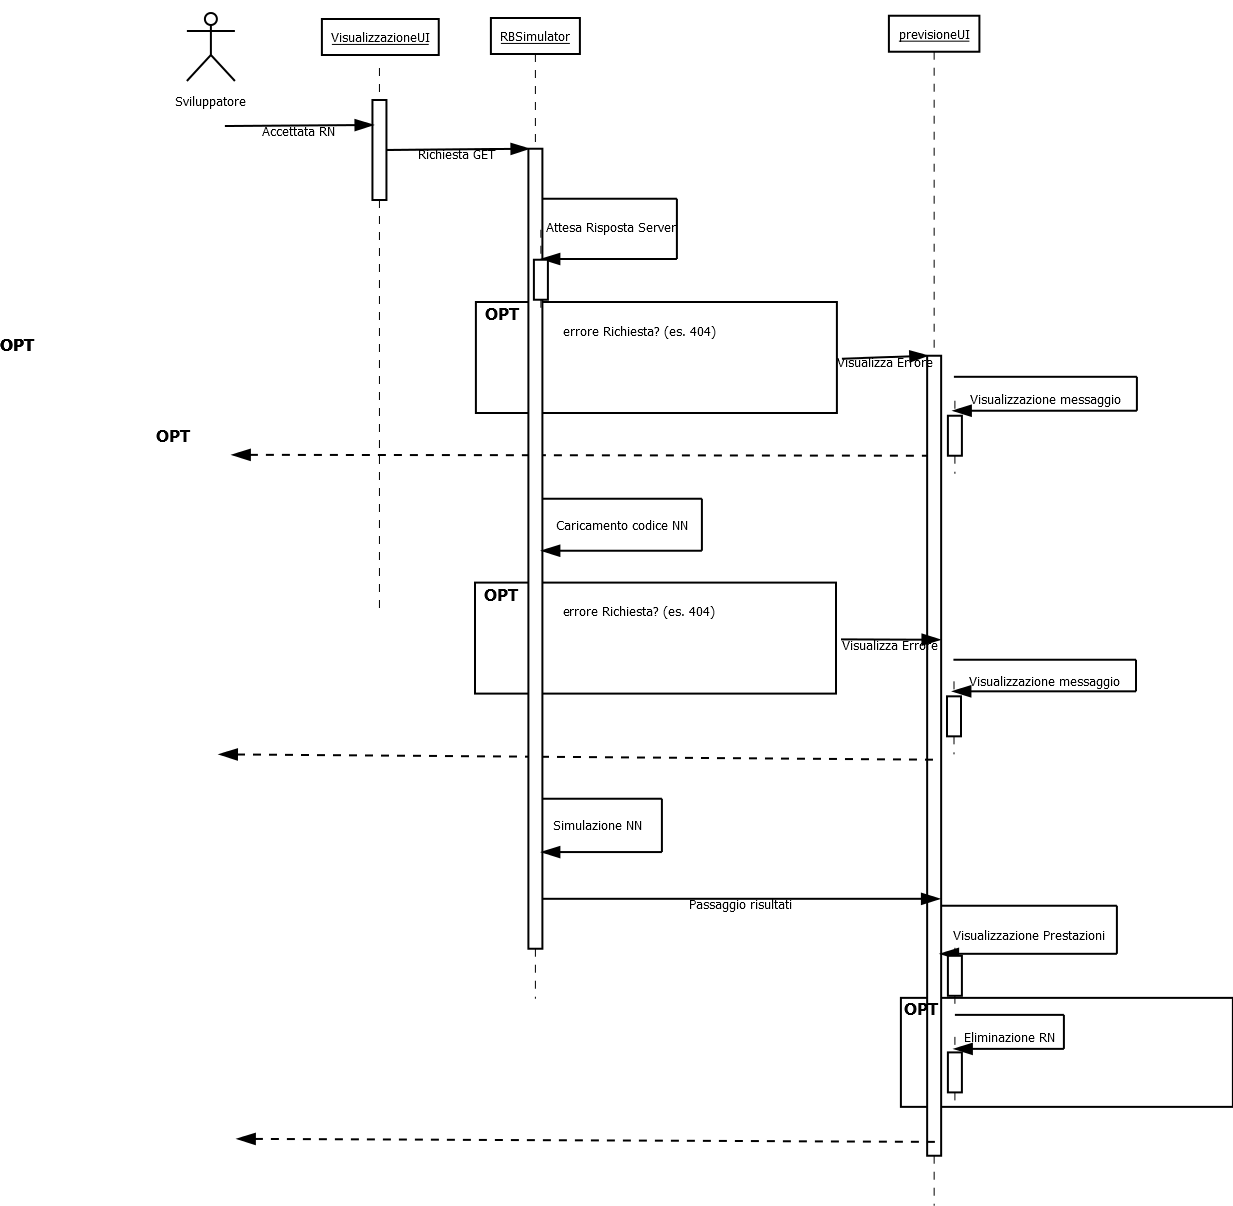 VisualizzazioneUI
RBSimulator
previsioneUI
Sviluppatore
Accettata RN
Richiesta GET
Attesa Risposta Server
OPT
errore Richiesta? (es. 404)
OPT
Visualizza Errore
Visualizzazione messaggio
OPT
Caricamento codice NN
OPT
errore Richiesta? (es. 404)
Visualizza Errore
Visualizzazione messaggio
Simulazione NN
Passaggio risultati
Visualizzazione Prestazioni
OPT
Eliminazione RN